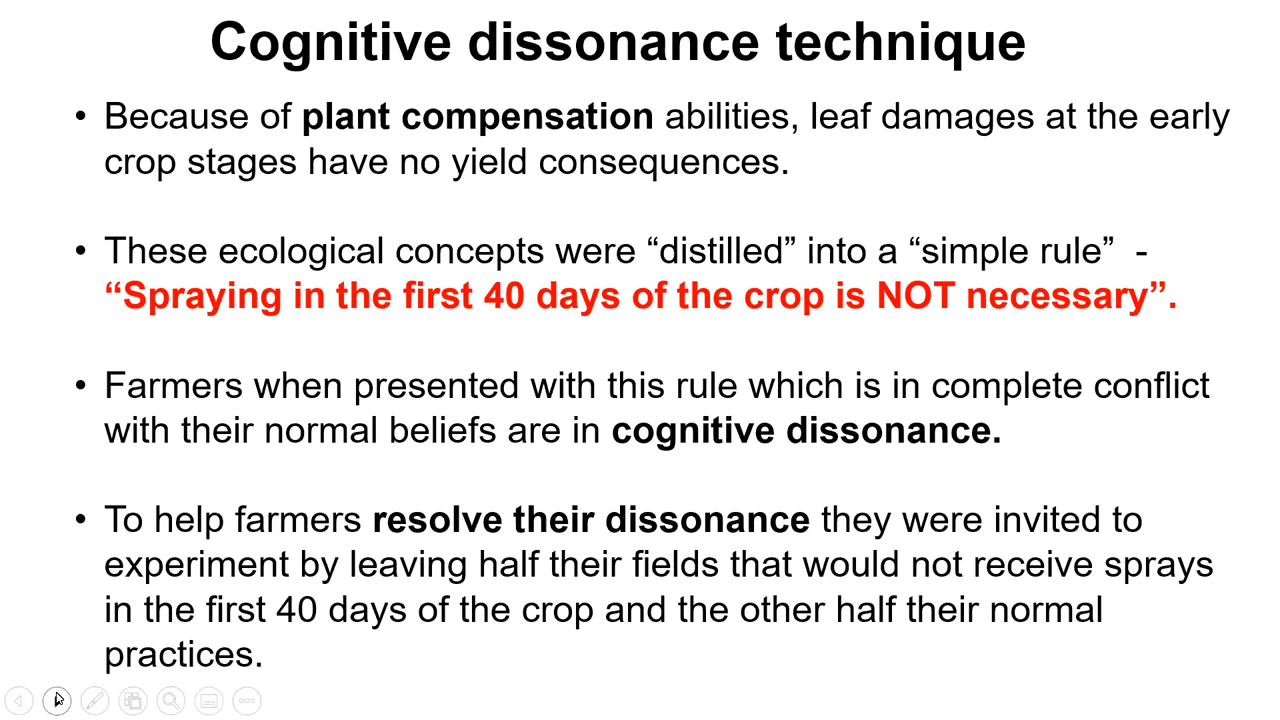 Cognitive dissonance technique
• Because of plant compensation abilities, leaf damages at the early
crop stages have no yield consequences.
• These ecological concepts were “distilled” into a “simple rule” -
“Spraying in the first 40 days of the crop is NOT necessary”.
• Farmers when presented with this rule which is in complete conflict
with their normal beliefs are in cognitive dissonance.
• To help farmers resolve their dissonance they were invited to
experiment by leaving half their fields that would not receive sprays
in the first 40 days of the crop and the other half their normal
practices.